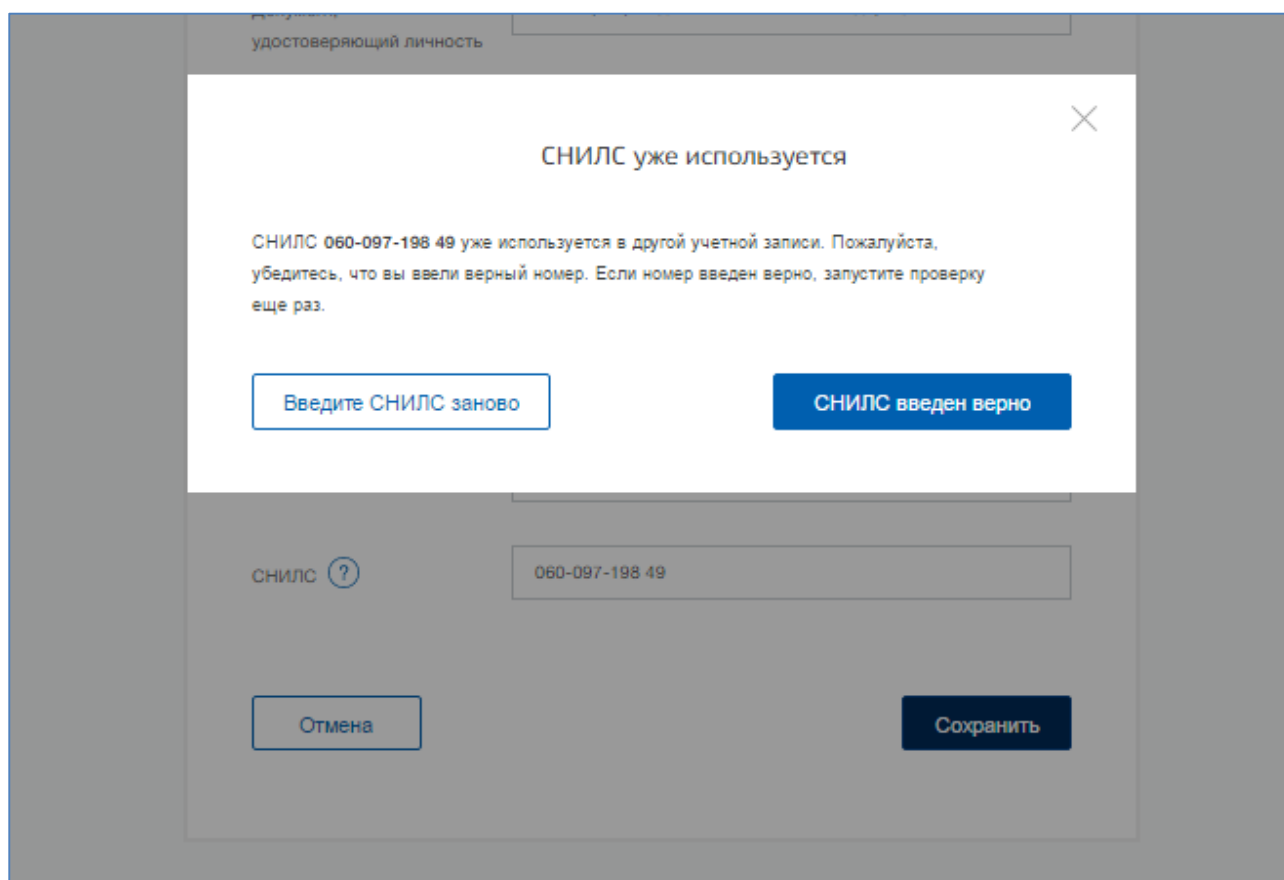 удостоверяющий личность
СНИЛС уже используется
СНИЛС 060-097-198 49 уже используется в другой учетной записи. Пожалуйста,
убедитесь, что вы ввели верный номер. Если номер введен верно, запустите проверку
еще раз.
Введите СНИЛС заново
СНИЛС введен верно
СНИЛС ?
060-097-198 49
Отмена
Сохранить